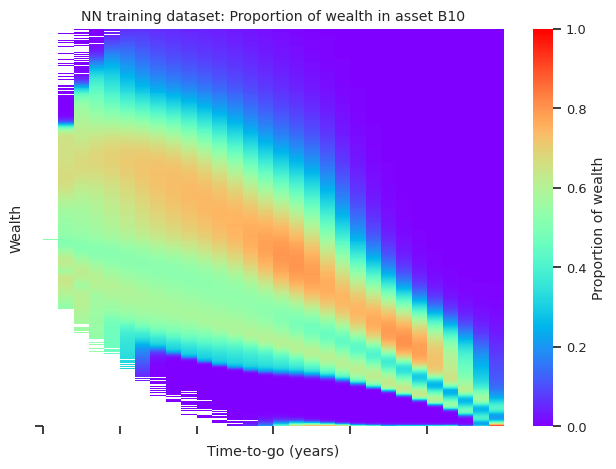 NN training dataset: Proportion of wealth in asset B10
Wealth
Time-to-go (years)
1.0
0.8
0.6
0.4
0.2
0.0
Proportion of wealth